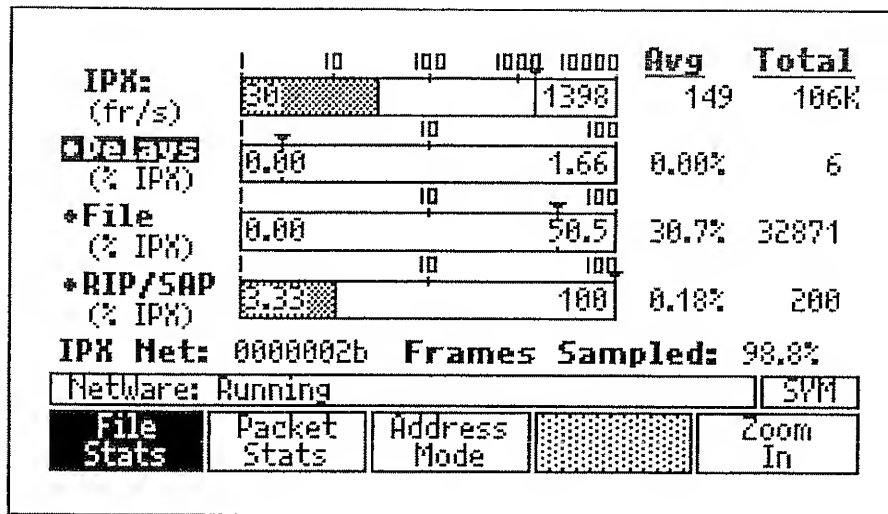 1 10 100 1000 10000 Avg Total
IPX: 30 1398 149 106K
(fr/s)
10 100
*Delays 0.00 1.66 0.00% 6
(% IPX)
10 100
*File 0.00 50.5 30.7% 32871
(% IPX)
10 100
*RIP/SAP 3.33 100 0.18% 200
(% IPX)
IPX Net: 0000002b Frames Sampled: 98.8%
NetWare: Running SYM
File Stats Packet Stats Address Mode Zoom In